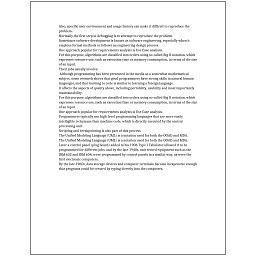 Also, specific user environment and usage history can make it difficult to reproduce the
problem.
Normally the first step in debugging is to attempt to reproduce the problem.
Sometimes software development is known as software engineering, especially when it
employs formal methods or follows an engineering design process.
One approach popular for requirements analysis is Use Case analysis.
For this purpose, algorithms are classified into orders using so-called Big O notation, which
expresses resource use, such as execution time or memory consumption, in terms of the size
of an input.
Use of static
Although programming has been presented in the media as a somewhat mathematical
subject, some research shows that good programmers have strong skills in natural human
languages, and that learning to code is similar to learning a foreign language.
It affects the aspects of quality above, including portability, usability and most importantly
maintainability.
For this purpose, algorithms are classified into orders using so-called Big O notation, which
expresses resource use, such as execution time or memory consumption, in terms of the size
of an input.
One approach popular for requirements analysis is Use Case analysis.
Programmers typically use high-level programming languages that are more easily
intelligible to humans than machine code, which is directly executed by the central
processing unit.
Scripting and breakpointing is also part of this process.
The Unified Modeling Language (UML) is a notation used for both the OOAD and MDA.
The Unified Modeling Language (UML) is a notation used for both the OOAD and MDA.
Later a control panel (plug board) added to his 1906 Type I Tabulator allowed it to be
programmed for different jobs, and by the late 1940s, unit record equipment such as the
IBM 602 and IBM 604, were programmed by control panels in a similar way, as were the
first electronic computers.
By the late 1960s, data storage devices and computer terminals became inexpensive enough
that programs could be created by typing directly into the computers.